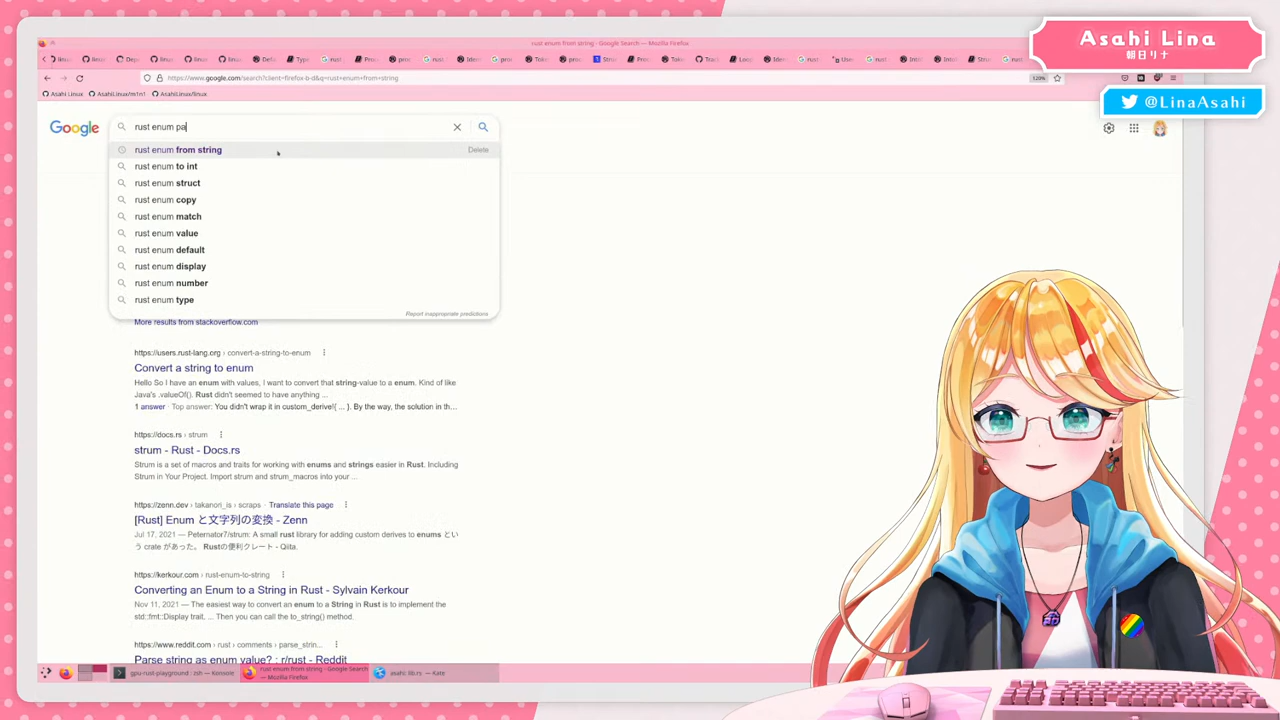 Asahi Lina
朝日リナ
@LinaAsahi
rust enum from string - Google Search — Mozilla Firefox
https://www.google.com/search?client=firefox-b-d&q=rust+enum+from+string
120%
Asahi Linux
AsahiLinux/m1n1
AsahiLinux/linux
Google
rust enum pa
rust enum from string
Delete
rust enum to int
rust enum struct
rust enum copy
rust enum match
rust enum value
rust enum default
rust enum display
rust enum number
rust enum type
Report inappropriate predictions
More results from stackoverflow.com
https://users.rust-lang.org › convert-a-string-to-enum
Convert a string to enum
Hello So I have an enum with values, I want to convert that string-value to a enum. Kind of like
Java's .valueOf(). Rust didn't seemed to have anything ...
1 answer · Top answer: You didn't wrap it in custom_derive!{ ... }. By the way, the solution in th...
https://docs.rs › strum
strum - Rust - Docs.rs
Strum is a set of macros and traits for working with enums and strings easier in Rust. Including
Strum in Your Project. Import strum and strum_macros into your ...
https://zenn.dev › takanori_is › scraps · Translate this page
[Rust] Enum と文字列の変換 - Zenn
Jul 17, 2021 — Peternator7/strum: A small rust library for adding custom derives to enums とい
う crate があった。 Rustの便利クレート - Qiita.
https://kerkour.com › rust-enum-to-string
Converting an Enum to a String in Rust - Sylvain Kerkour
Nov 11, 2021 — The easiest way to convert an enum to a String in Rust is to implement the
std::fmt::Display trait. ... Then you can call the to_string() method.
https://www.reddit.com › rust › comments › parse_strin...
Parse string as enum value? : r/rust - Reddit
gpu-rust-playground : zsh — Konsole
rust enum from string - Google Search
— Mozilla Firefox
asahi: lib.rs — Kate